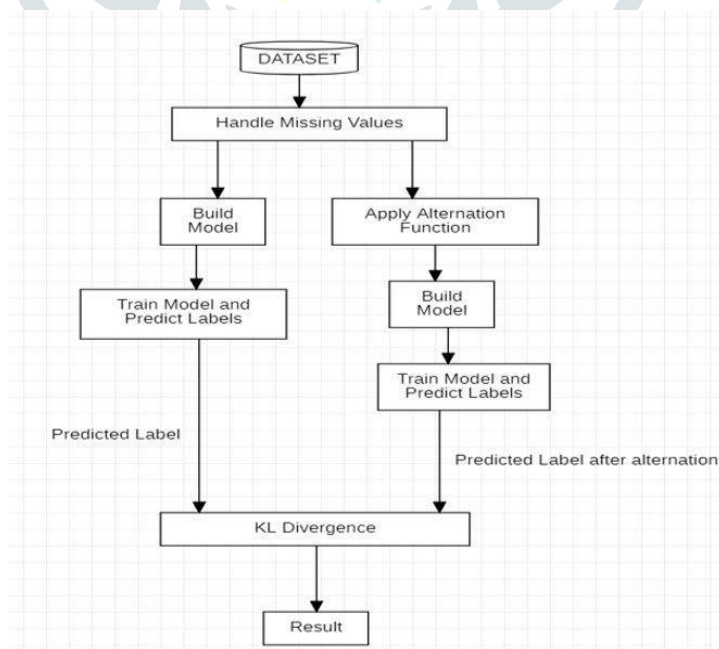 DATASET
Handle Missing Values
Build
Model
Apply Alternation
Function
Train Model and
Predict Labels
Build
Model
Train Model and
Predict Labels
Predicted Label
Predicted Label after alternation
KL Divergence
Result